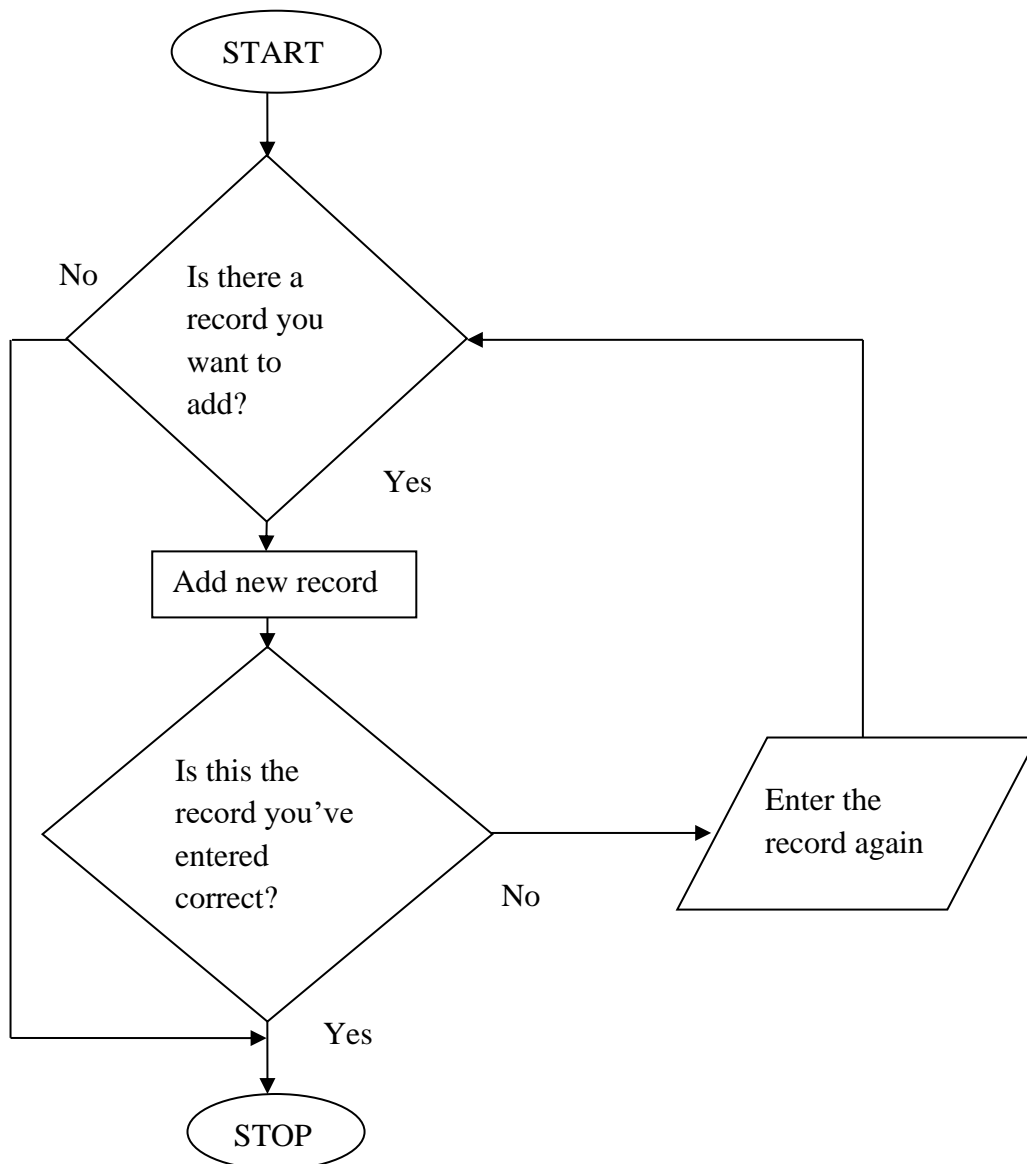 START
No
Is there a
record you
want to
add?
Yes
Add new record
Is this the
record you’ve
entered
correct?
No
Enter the
record again
Yes
STOP